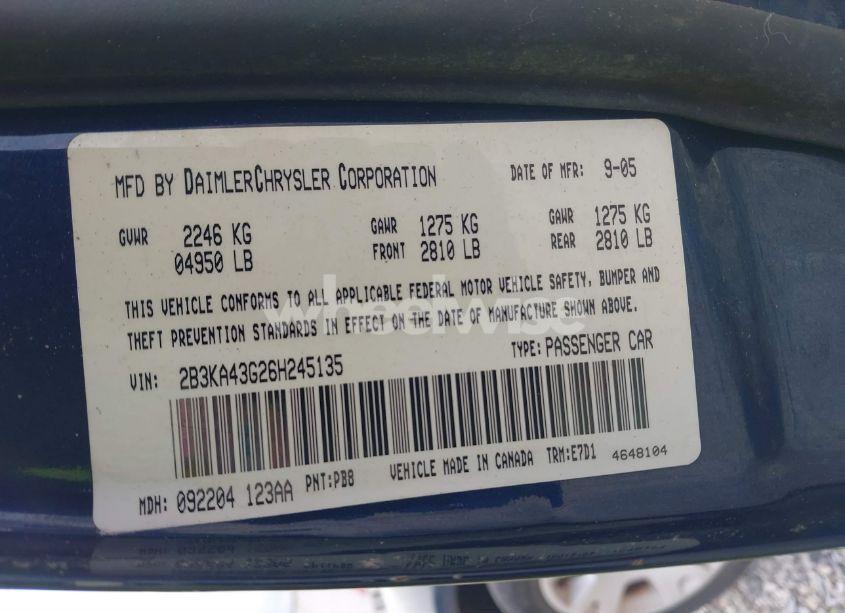 MFD BY DAIMLERCHRYSLER CORPORATION DATE OF MFR: 9-05
GVWR 2246 KG GAWR 1275 KG GAWR 1275 KG
04950 LB FRONT 2810 LB REAR 2810 LB
THIS VEHICLE CONFORMS TO ALL APPLICABLE FEDERAL MOTOR VEHICLE SAFETY, BUMPER AND
THEFT PREVENTION STANDARDS IN EFFECT ON THE DATE OF MANUFACTURE SHOWN ABOVE.
wheelwise
VIN: 2B3KA43G26H245135 TYPE: PASSENGER CAR
VEHICLE MADE IN CANADA TRM:E7D1 4648104
MDH: 092204 123AA PNT:PB8